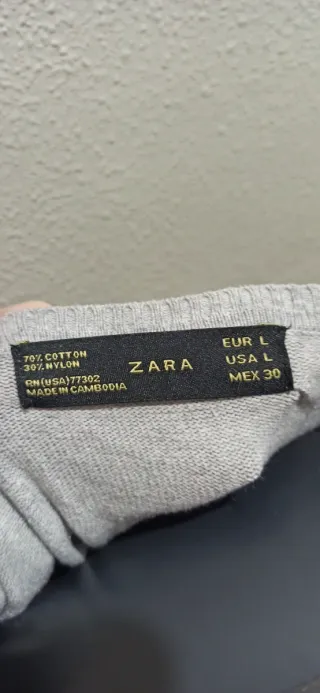 70% COTTON
30% NYLON
RN(USA)77302
MADE IN CAMBODIA
ZARA
EUR L
USA L
MEX 30